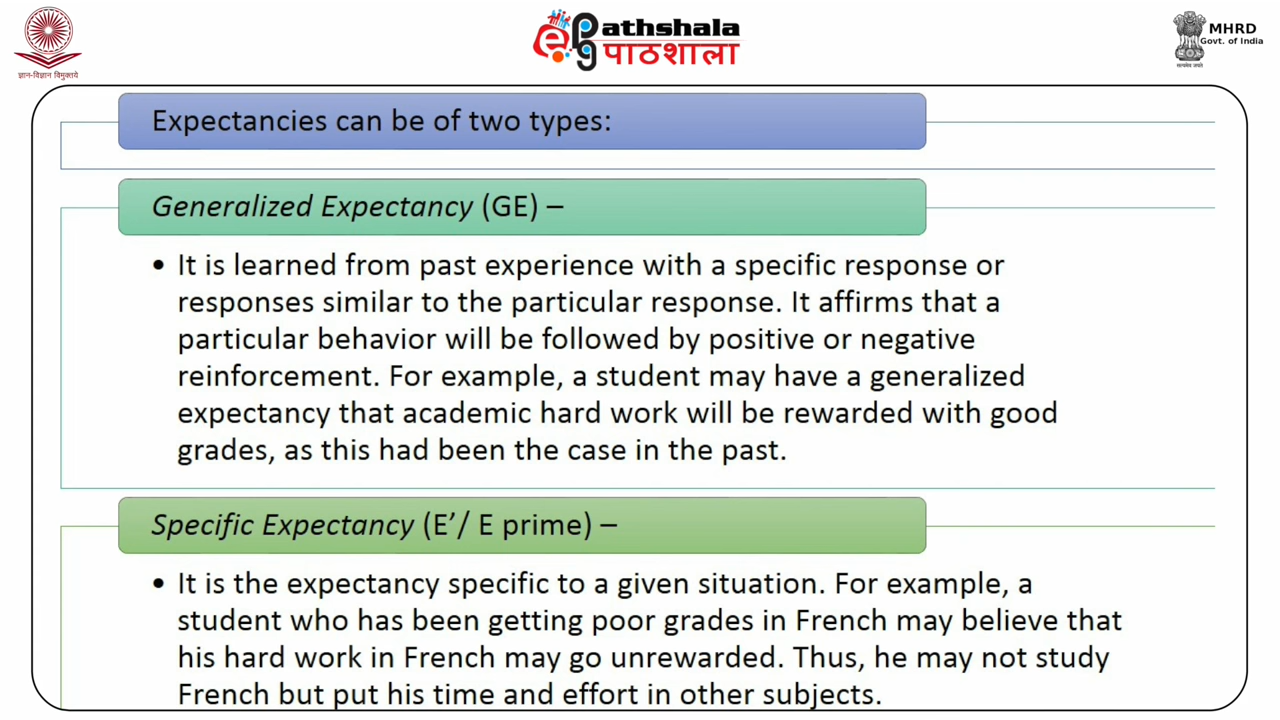 ज्ञान-विज्ञान विमुक्तये
ePathshala
पाठशाला
MHRD
Govt. of India
सत्यमेव जयते
Expectancies can be of two types:
Generalized Expectancy (GE) –
• It is learned from past experience with a specific response or
responses similar to the particular response. It affirms that a
particular behavior will be followed by positive or negative
reinforcement. For example, a student may have a generalized
expectancy that academic hard work will be rewarded with good
grades, as this had been the case in the past.
Specific Expectancy (E’/ E prime) –
• It is the expectancy specific to a given situation. For example, a
student who has been getting poor grades in French may believe that
his hard work in French may go unrewarded. Thus, he may not study
French but put his time and effort in other subjects.